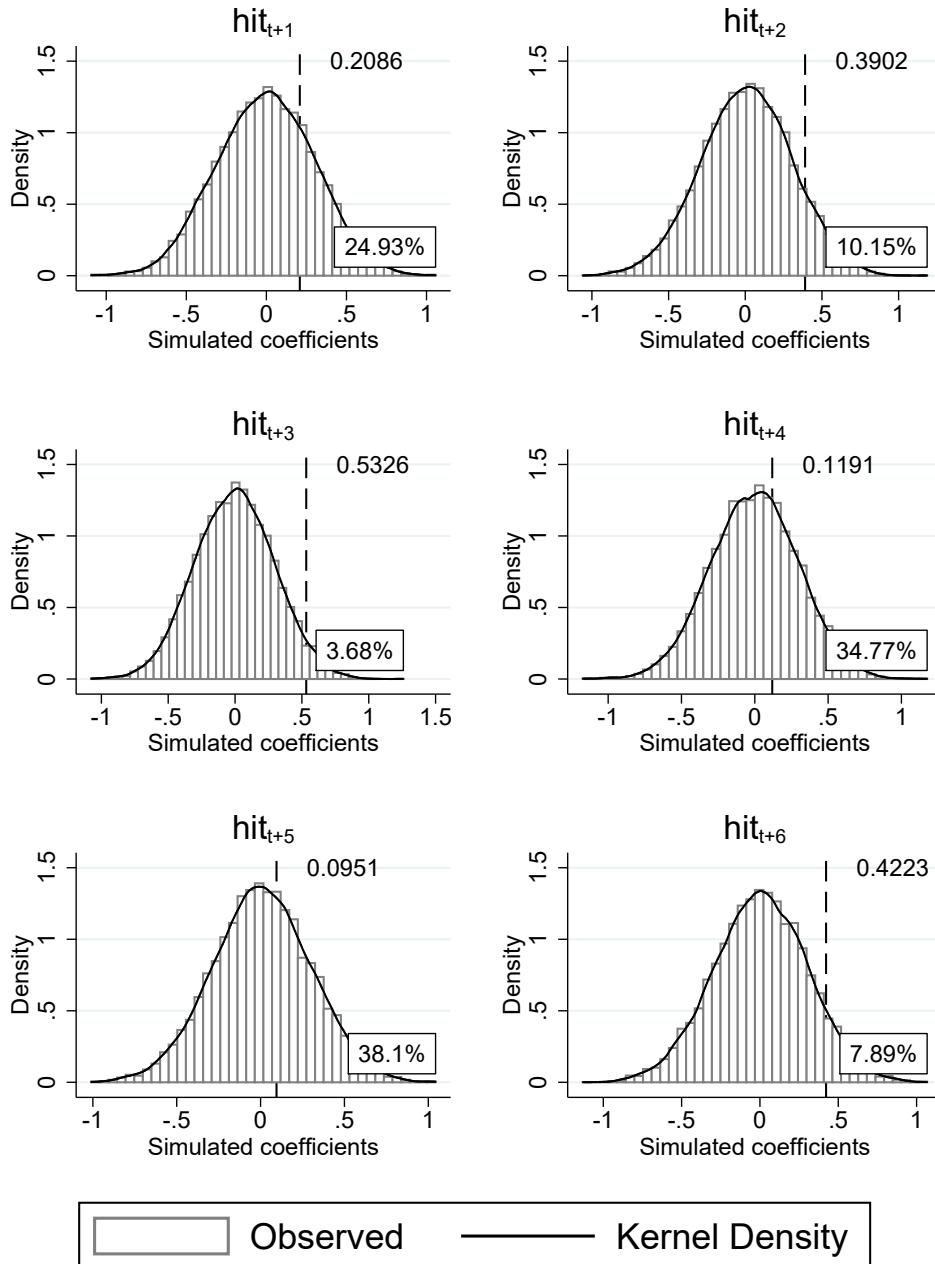 hit_{t+1}
0.2086
1.5
1
.5
0
Density
24.93%
-1 -.5 0 .5 1
Simulated coefficients
hit_{t+2}
0.3902
1.5
1
.5
0
Density
10.15%
-1 -.5 0 .5 1
Simulated coefficients
hit_{t+3}
0.5326
1.5
1
.5
0
Density
3.68%
-1 -.5 0 .5 1 1.5
Simulated coefficients
hit_{t+4}
0.1191
1.5
1
.5
0
Density
34.77%
-1 -.5 0 .5 1
Simulated coefficients
hit_{t+5}
0.0951
1.5
1
.5
0
Density
38.1%
-1 -.5 0 .5 1
Simulated coefficients
hit_{t+6}
0.4223
1.5
1
.5
0
Density
7.89%
-1 -.5 0 .5 1
Simulated coefficients
Observed Kernel Density